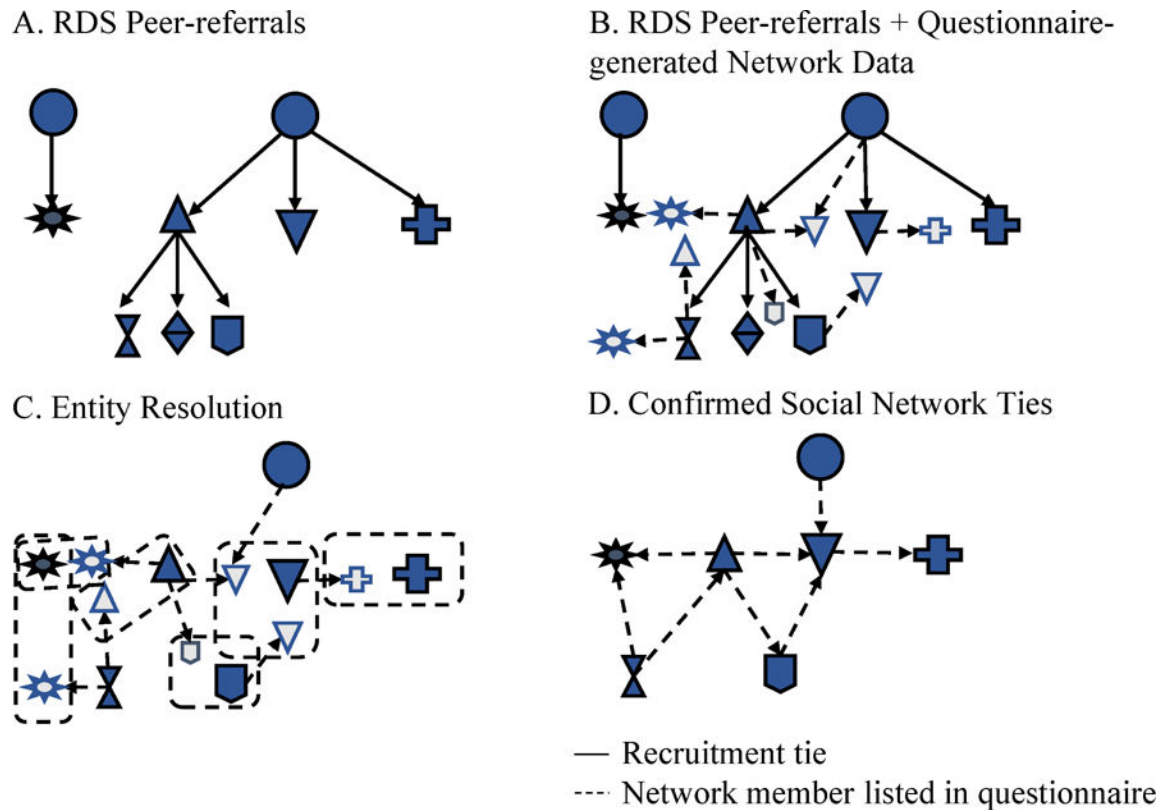 A. RDS Peer-referrals
B. RDS Peer-referrals + Questionnaire-
generated Network Data
C. Entity Resolution
D. Confirmed Social Network Ties
Recruitment tie
Network member listed in questionnaire